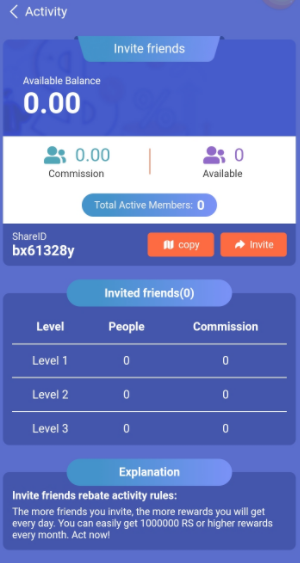 Activity
Invite friends
Available Balance
0.00
0.00
0
Commission
Available
Total Active Members: 0
ShareID
bx61328y
copy
Invite
Invited friends(0)
Level People Commission
Level 1 0 0
Level 2 0 0
Level 3 0 0
Explanation
Invite friends rebate activity rules:
The more friends you invite, the more rewards you will get
every day. You can easily get 1000000 RS or higher rewards
every month. Act now!